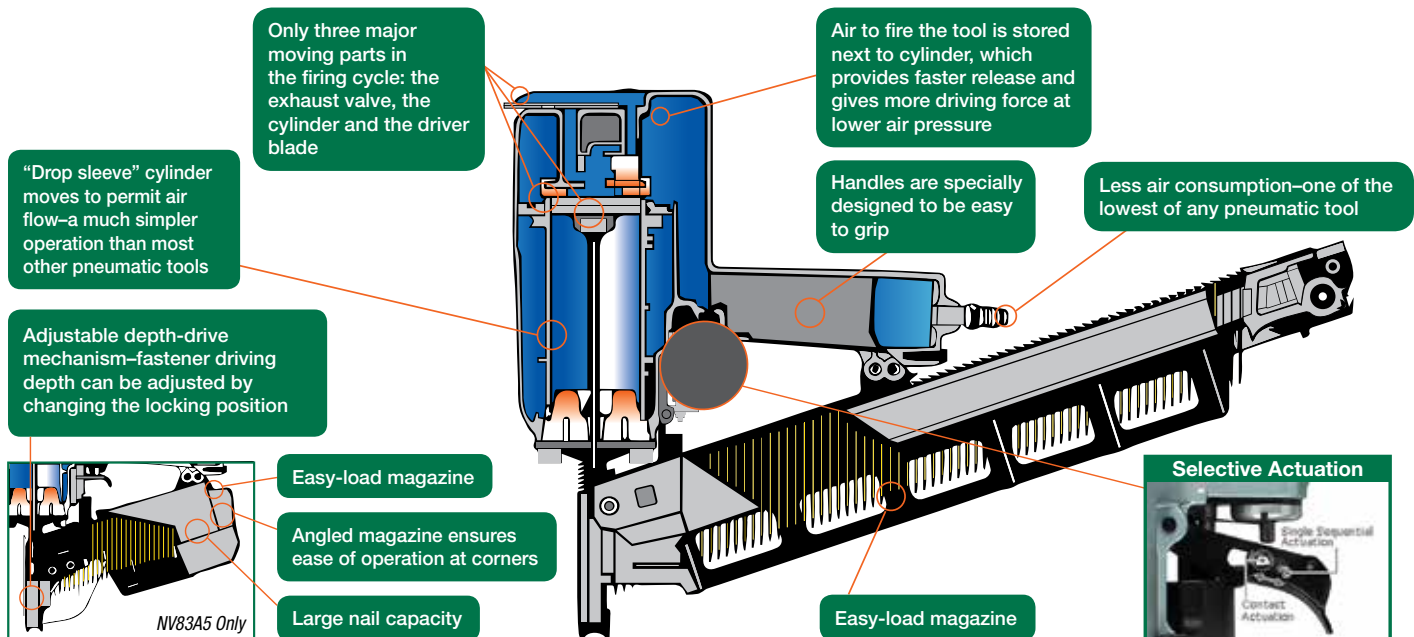 Only three major
moving parts in
the firing cycle: the
exhaust valve, the
cylinder and the driver
blade
Air to fire the tool is stored
next to cylinder, which
provides faster release and
gives more driving force at
lower air pressure
“Drop sleeve” cylinder
moves to permit air
flow–a much simpler
operation than most
other pneumatic tools
Handles are specially
designed to be easy
to grip
Less air consumption–one of the
lowest of any pneumatic tool
Adjustable depth-drive
mechanism–fastener driving
depth can be adjusted by
changing the locking position
Easy-load magazine
Angled magazine ensures
ease of operation at corners
Large nail capacity
NV83A5 Only
Easy-load magazine
Selective Actuation
Single Sequential
Actuation
Contact
Actuation